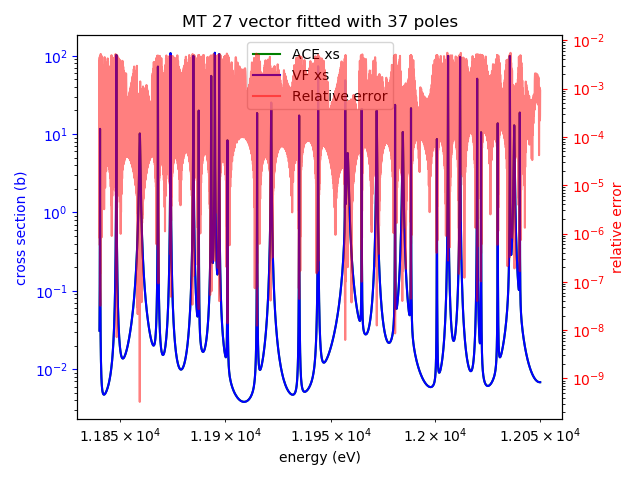 MT 27 vector fitted with 37 poles
ACE xs
VF xs
Relative error
cross section (b)
10²
10¹
10⁰
10⁻¹
10⁻²
relative error
10⁻²
10⁻³
10⁻⁴
10⁻⁵
10⁻⁶
10⁻⁷
10⁻⁸
10⁻⁹
1.185×10⁴ 1.19×10⁴ 1.195×10⁴ 1.2×10⁴ 1.205×10⁴
energy (eV)